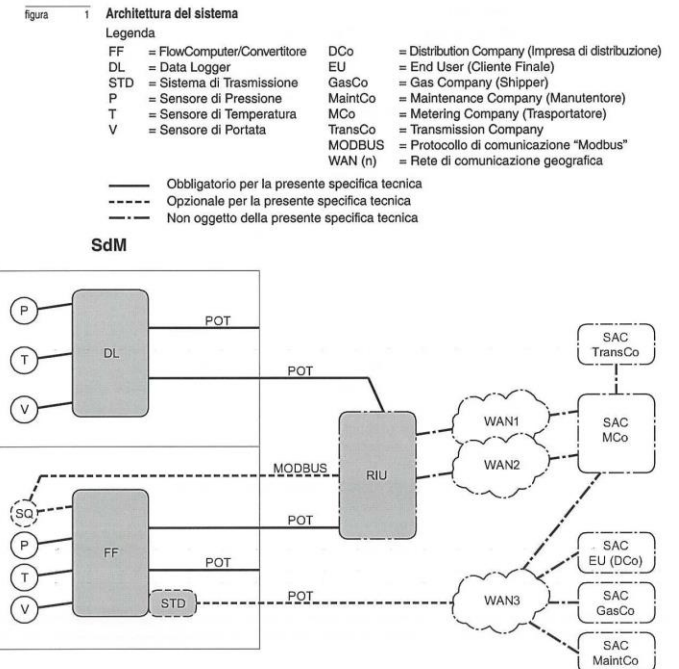 figura 1 Architettura del sistema
Legenda
FF = FlowComputer/Convertitore DCo = Distribution Company (Impresa di distribuzione)
DL = Data Logger EU = End User (Cliente Finale)
STD = Sistema di Trasmissione GasCo = Gas Company (Shipper)
P = Sensore di Pressione MaintCo = Maintenance Company (Manutentore)
T = Sensore di Temperatura MCo = Metering Company (Trasportatore)
V = Sensore di Portata TransCo = Transmission Company
MODBUS = Protocollo di comunicazione "Modbus"
WAN (n) = Rete di comunicazione geografica
Obbligatorio per la presente specifica tecnica
Opzionale per la presente specifica tecnica
Non oggetto della presente specifica tecnica
SdM
P
T
V
DL
POT
POT
SAC
TransCo
WAN1
WAN2
SAC
MCo
RIU
MODBUS
SQ
P
T
V
FF
POT
POT
STD
POT
WAN3
SAC
EU (DCo)
SAC
GasCo
SAC
MaintCo